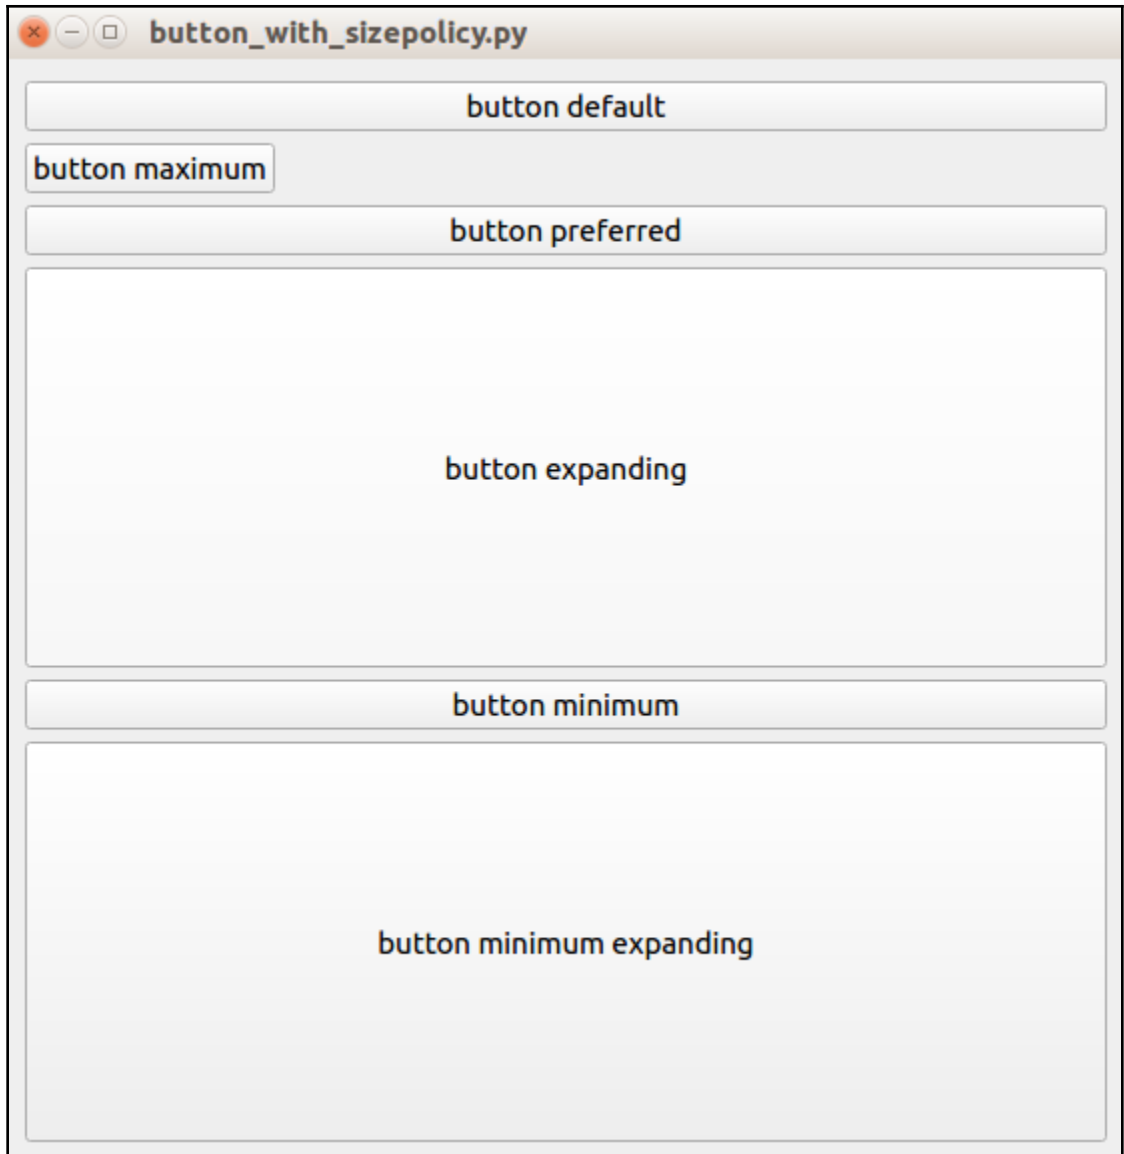 button_with_sizepolicy.py
button default
button maximum
button preferred
button expanding
button minimum
button minimum expanding